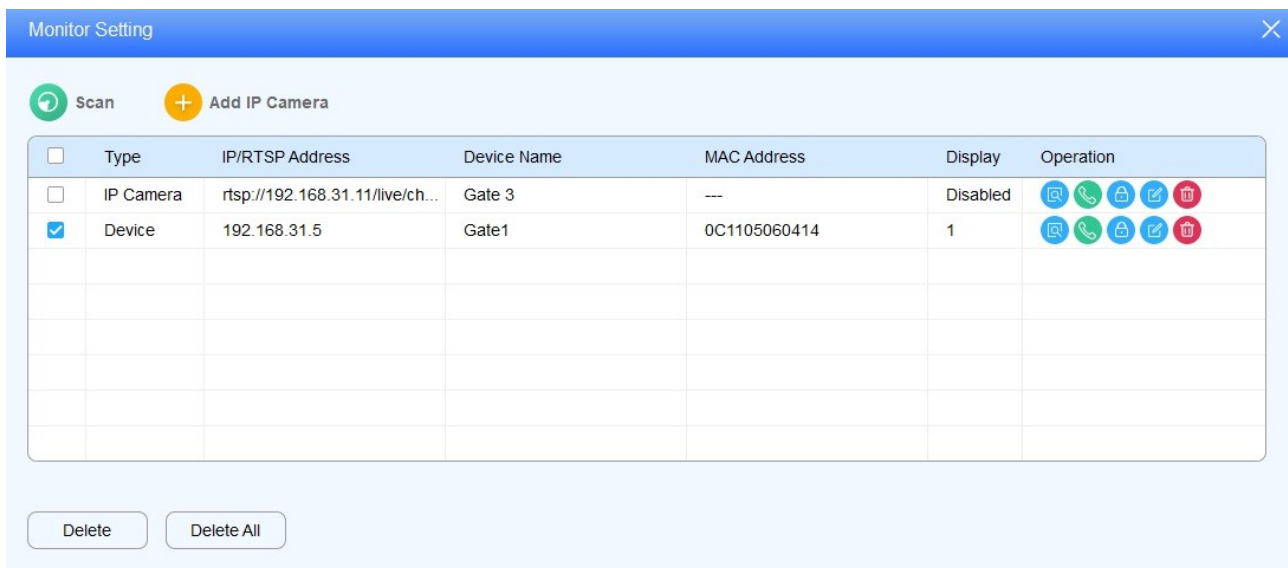 Monitor Setting
Scan Add IP Camera
Type IP/RTSP Address Device Name MAC Address Display Operation
IP Camera rtsp://192.168.31.11/live/ch... Gate 3 --- Disabled
Device 192.168.31.5 Gate1 0C1105060414 1
Delete Delete All